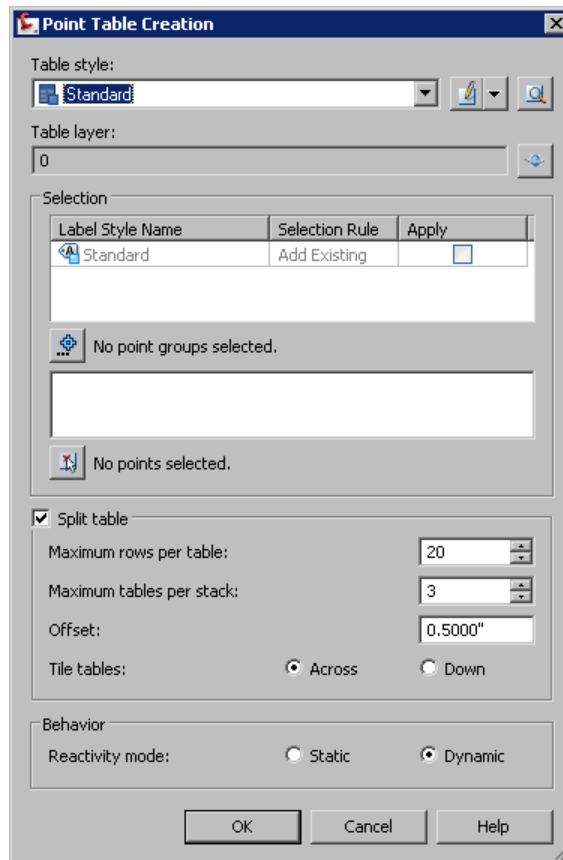 Point Table Creation
Table style:
Standard
Table layer:
0
Selection
Label Style Name Selection Rule Apply
Standard Add Existing
No point groups selected.
No points selected.
Split table
Maximum rows per table: 20
Maximum tables per stack: 3
Offset: 0.5000"
Tile tables: Across Down
Behavior
Reactivity mode: Static Dynamic
OK Cancel Help